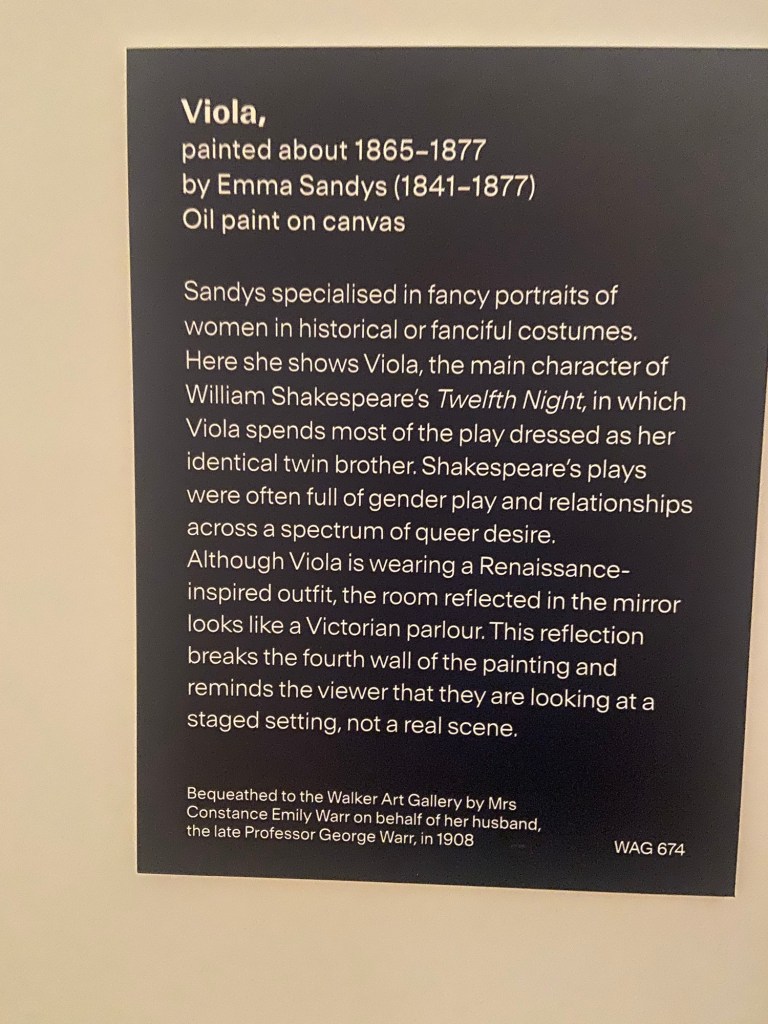 Viola,
painted about 1865–1877
by Emma Sandys (1841–1877)
Oil paint on canvas
Sandys specialised in fancy portraits of
women in historical or fanciful costumes.
Here she shows Viola, the main character of
William Shakespeare's Twelfth Night, in which
Viola spends most of the play dressed as her
identical twin brother. Shakespeare's plays
were often full of gender play and relationships
across a spectrum of queer desire.
Although Viola is wearing a Renaissance-
inspired outfit, the room reflected in the mirror
looks like a Victorian parlour. This reflection
breaks the fourth wall of the painting and
reminds the viewer that they are looking at a
staged setting, not a real scene.
Bequeathed to the Walker Art Gallery by Mrs
Constance Emily Warr on behalf of her husband,
the late Professor George Warr, in 1908
WAG 674